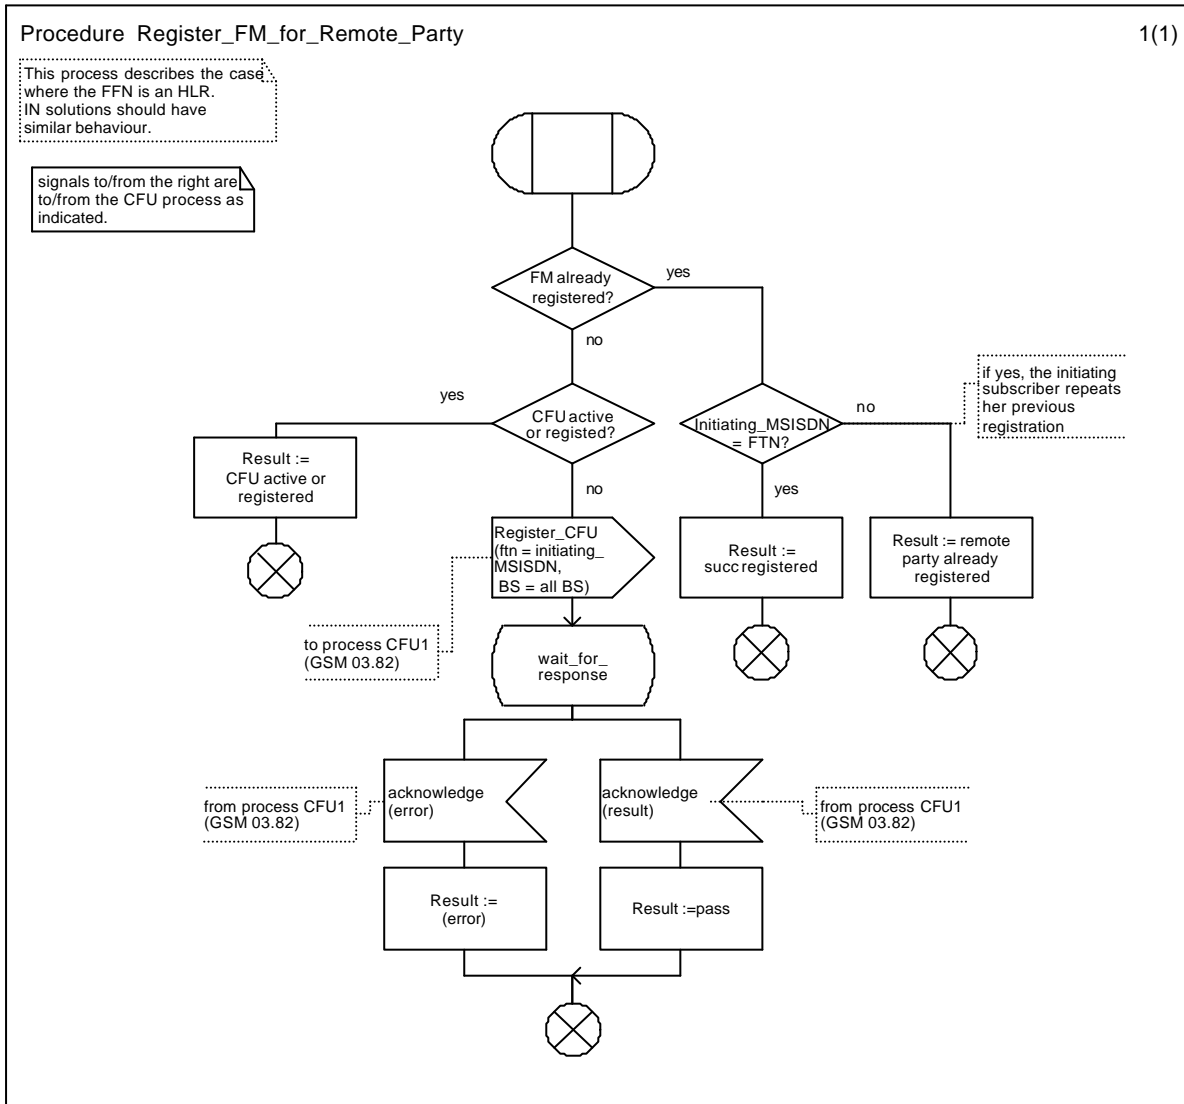 Procedure Register_FM_for_Remote_Party
1(1)
This process describes the case
where the FFN is an HLR.
IN solutions should have
similar behaviour.
signals to/from the right are
to/from the CFU process as
indicated.
FM already
registered?
yes
no
if yes, the initiating
subscriber repeats
her previous
registration
yes
CFU active
or registed?
Initiating_MSISDN
= FTN?
no
Result :=
CFU active or
registered
no
yes
Register_CFU
(ftn = initiating_
MSISDN,
BS = all BS)
Result :=
succ registered
Result := remote
party already
registered
to process CFU1
(GSM 03.82)
wait_for_
response
from process CFU1
(GSM 03.82)
acknowledge
(error)
acknowledge
(result)
from process CFU1
(GSM 03.82)
Result :=
(error)
Result :=pass